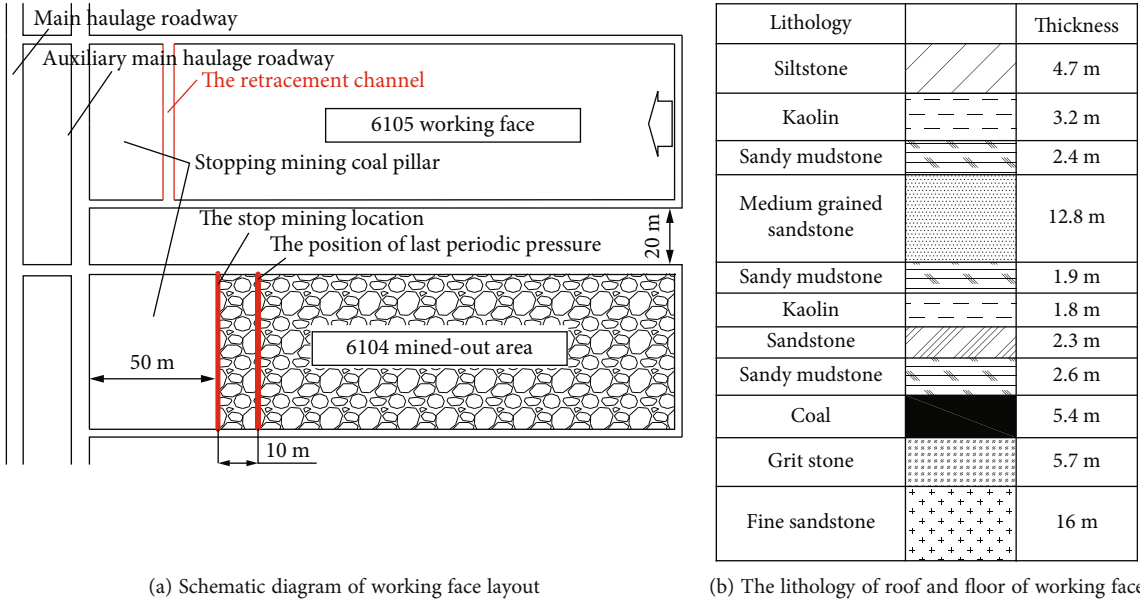 Main haulage roadway
Auxiliary main haulage roadway
The retracement channel
6105 working face
Stopping mining coal pillar
The stop mining location
The position of last periodic pressure
20 m
6104 mined-out area
50 m
10 m
(a) Schematic diagram of working face layout
Lithology Thickness
Siltstone 4.7 m
Kaolin 3.2 m
Sandy mudstone 2.4 m
Medium grained
sandstone 12.8 m
Sandy mudstone 1.9 m
Kaolin 1.8 m
Sandstone 2.3 m
Sandy mudstone 2.6 m
Coal 5.4 m
Grit stone 5.7 m
Fine sandstone 16 m
(b) The lithology of roof and floor of working face